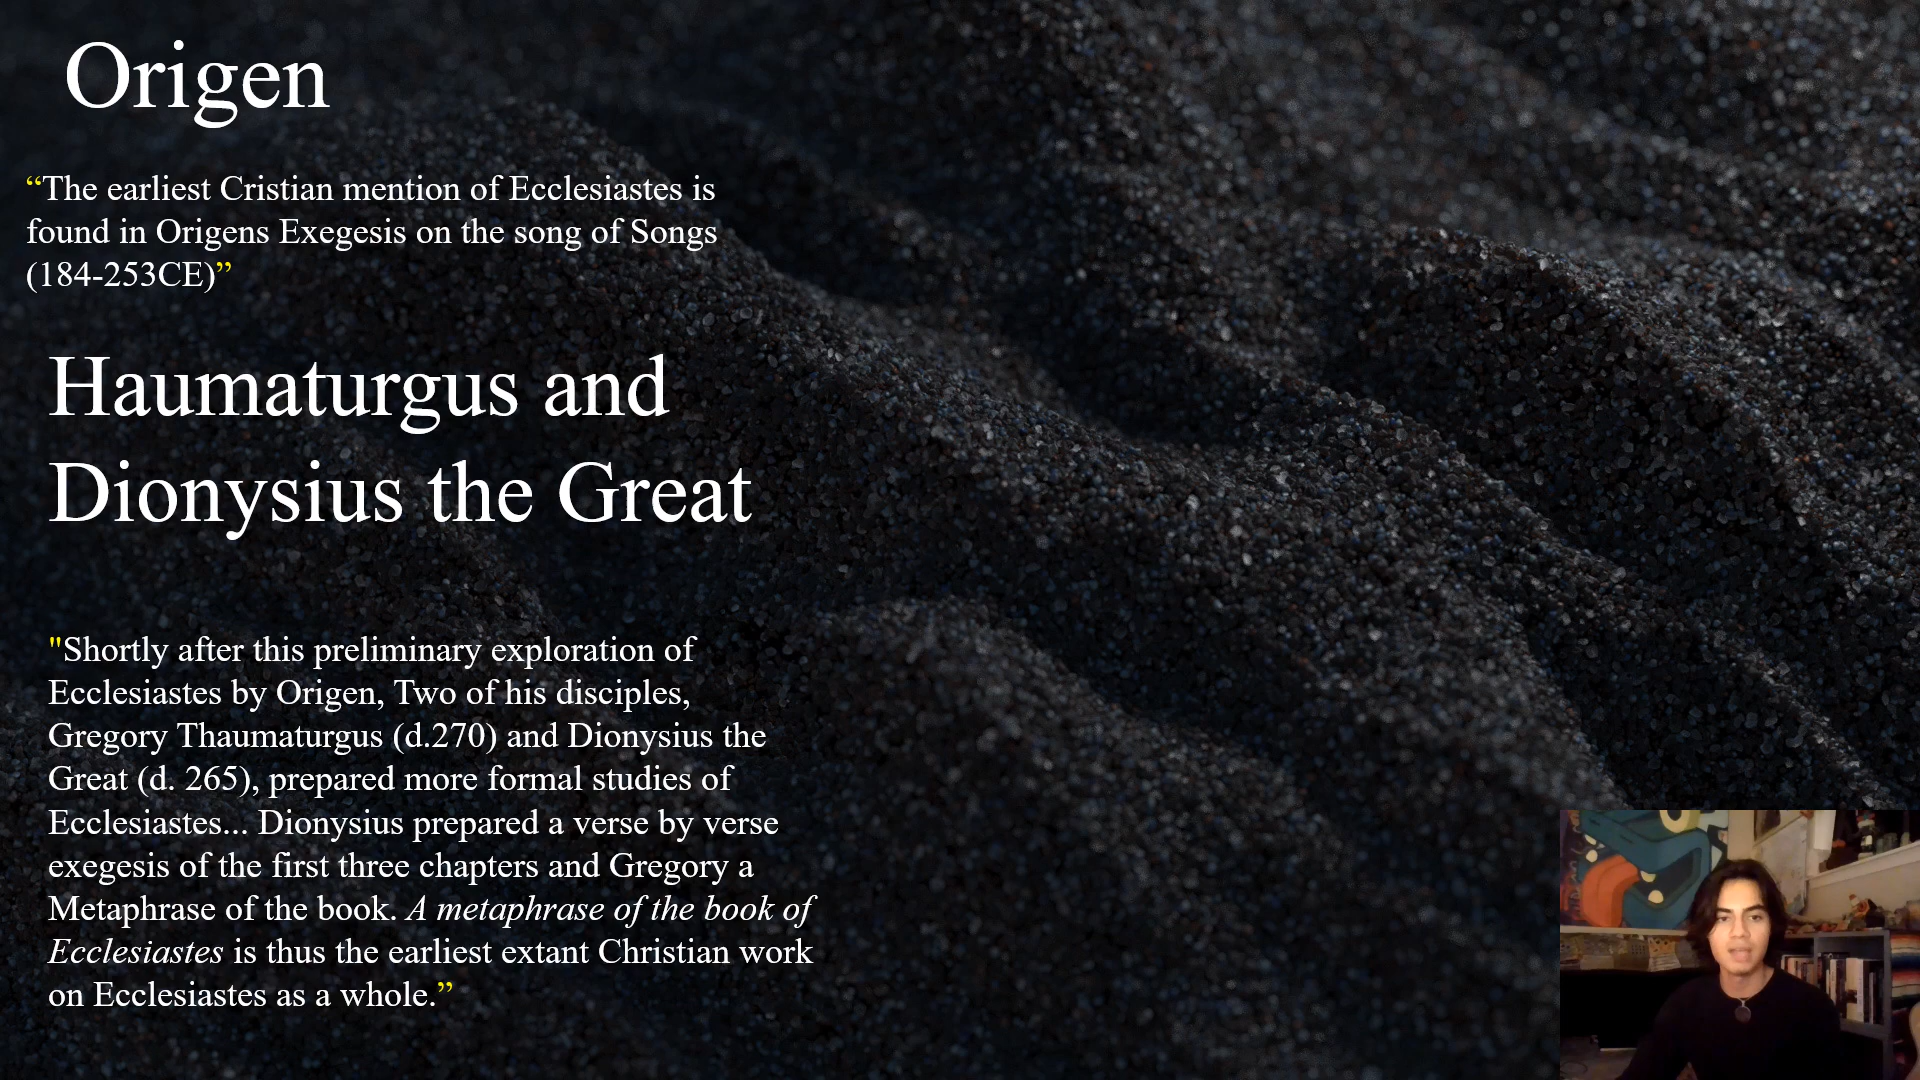 Origen
“The earliest Cristian mention of Ecclesiastes is
found in Origens Exegesis on the song of Songs
(184-253CE)”
Haumaturgus and
Dionysius the Great
"Shortly after this preliminary exploration of
Ecclesiastes by Origen, Two of his disciples,
Gregory Thaumaturgus (d.270) and Dionysius the
Great (d. 265), prepared more formal studies of
Ecclesiastes... Dionysius prepared a verse by verse
exegesis of the first three chapters and Gregory a
Metaphrase of the book. A metaphrase of the book of
Ecclesiastes is thus the earliest extant Christian work
on Ecclesiastes as a whole.”